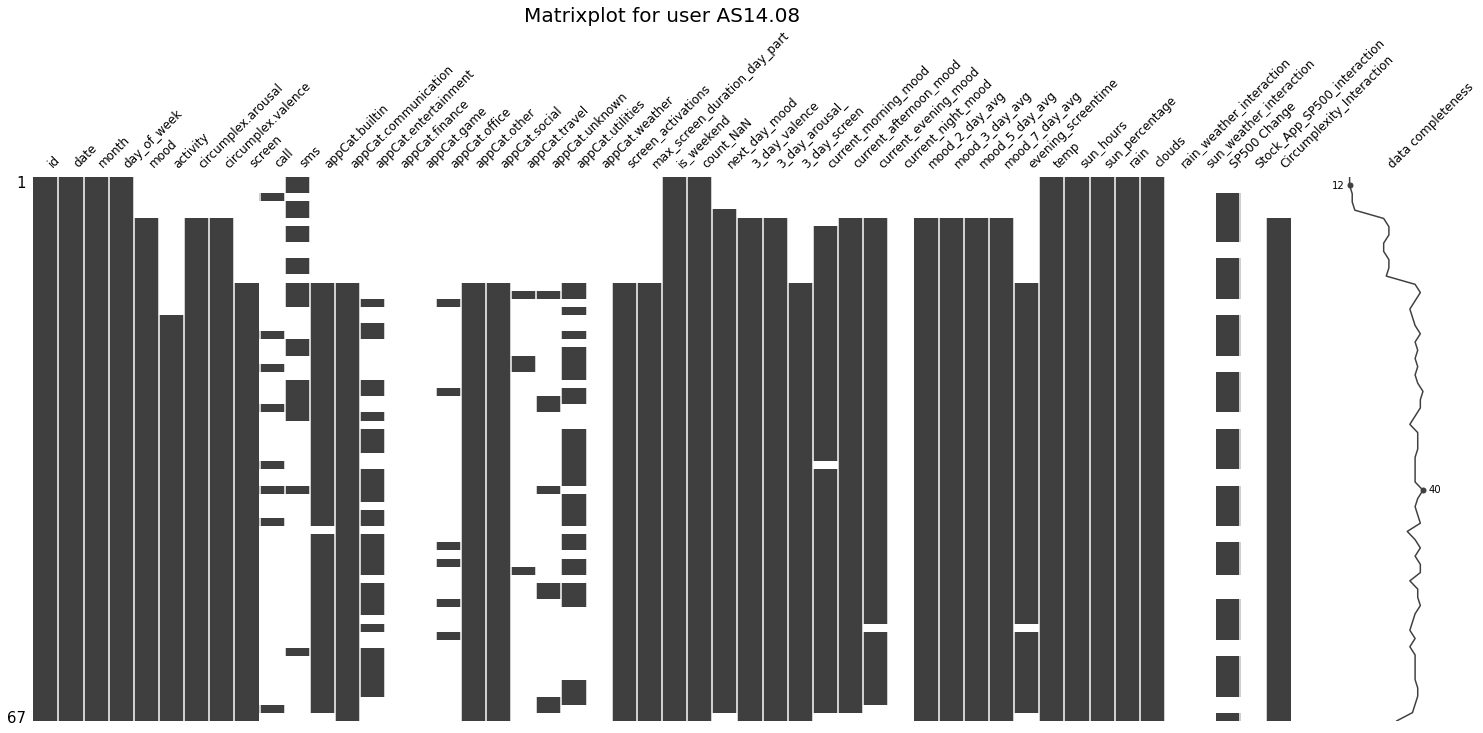 Matrixplot for user AS14.08
id
date
month
day_of_week
mood
activity
circumplex.arousal
circumplex.valence
screen
call
sms
appCat.builtin
appCat.communication
appCat.entertainment
appCat.finance
appCat.game
appCat.office
appCat.other
appCat.social
appCat.travel
appCat.unknown
appCat.utilities
appCat.weather
screen_activations
max_screen_duration_day_part
is_weekend
count_NaN
next_day_mood
3_day_valence
3_day_arousal_
3_day_screen
current_morning_mood
current_afternoon_mood
current_evening_mood
current_night_mood
mood_2_day_avg
mood_3_day_avg
mood_5_day_avg
mood_7_day_avg
evening_screentime
temp
sun_hours
sun_percentage
rain
clouds
rain_weather_interaction
sun_weather_interaction
SP500 Change
Stock_App_SP500_interaction
Circumplexity_Interaction
data completeness
1
12
40
67